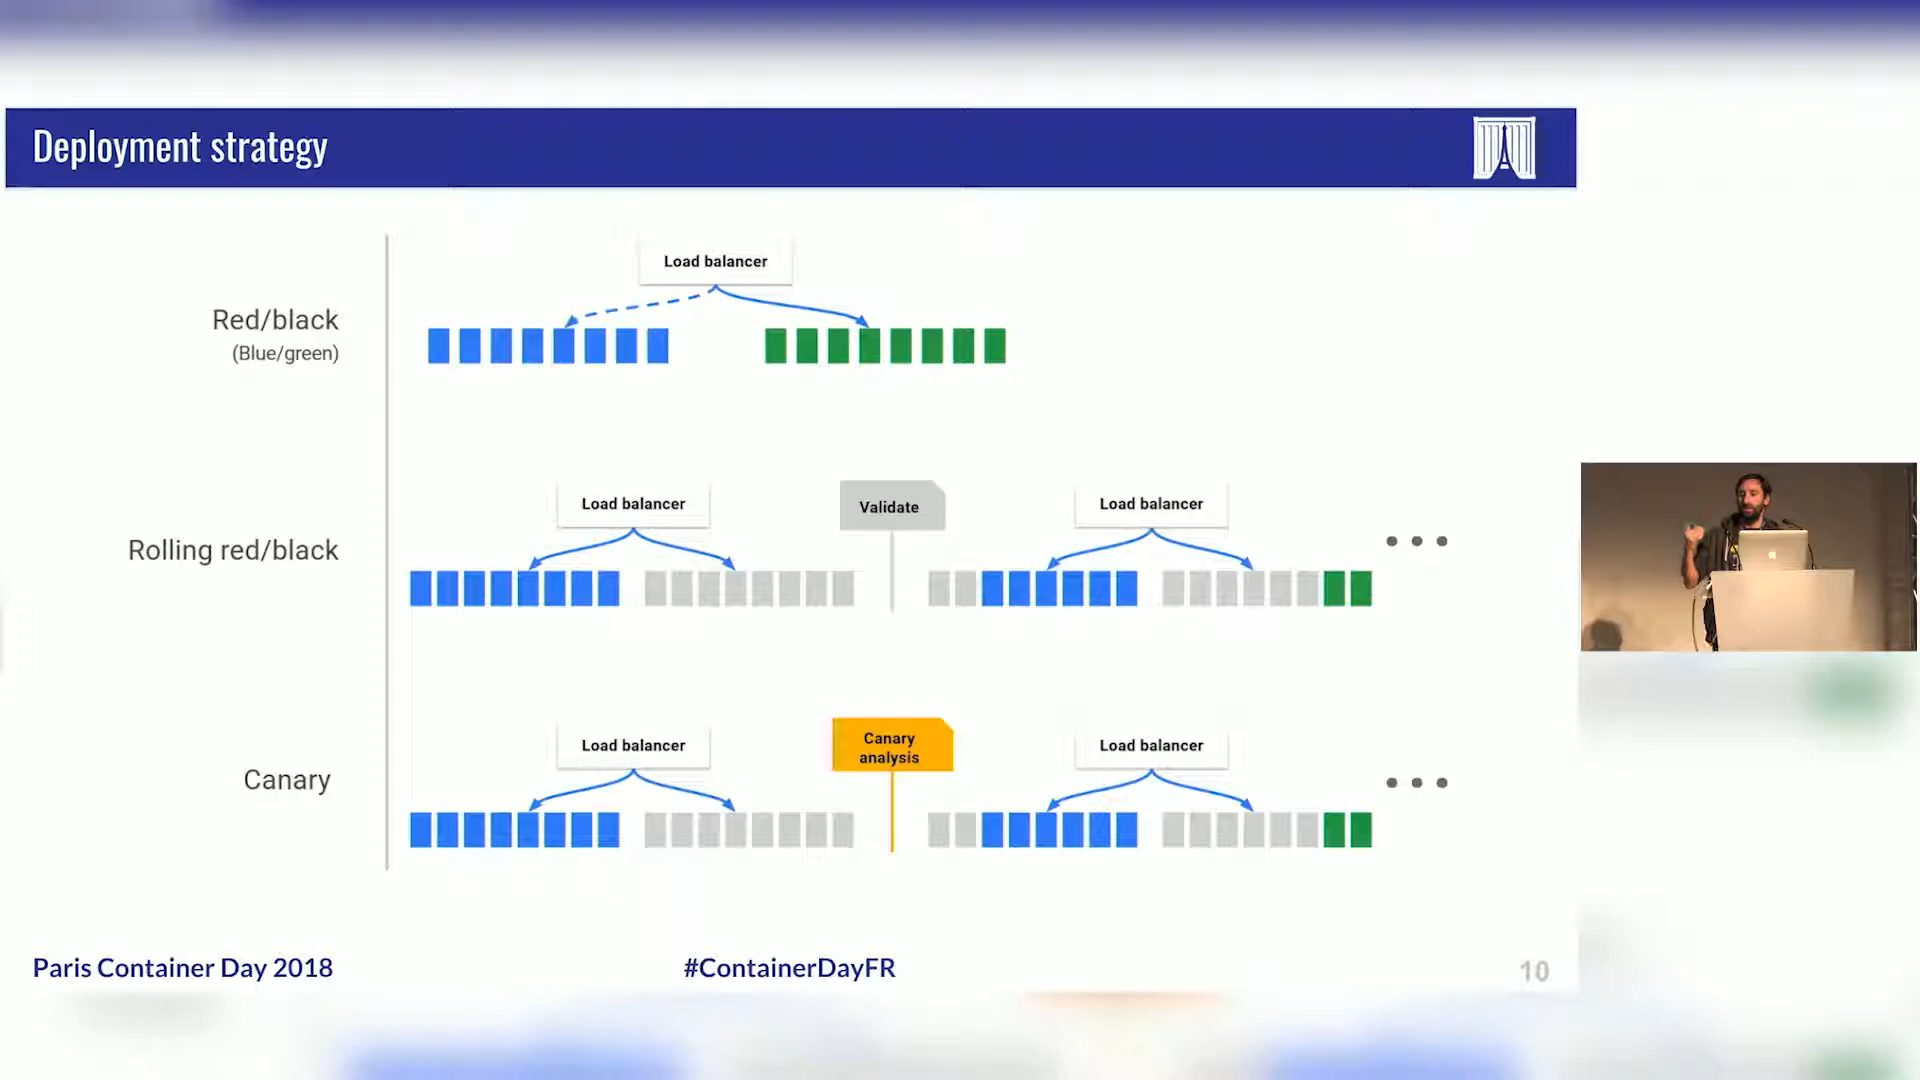 Deployment strategy
Load balancer
Red/black
(Blue/green)
Load balancer
Validate
Load balancer
Rolling red/black
Load balancer
Canary
analysis
Load balancer
Canary
Paris Container Day 2018
#ContainerDayFR
10